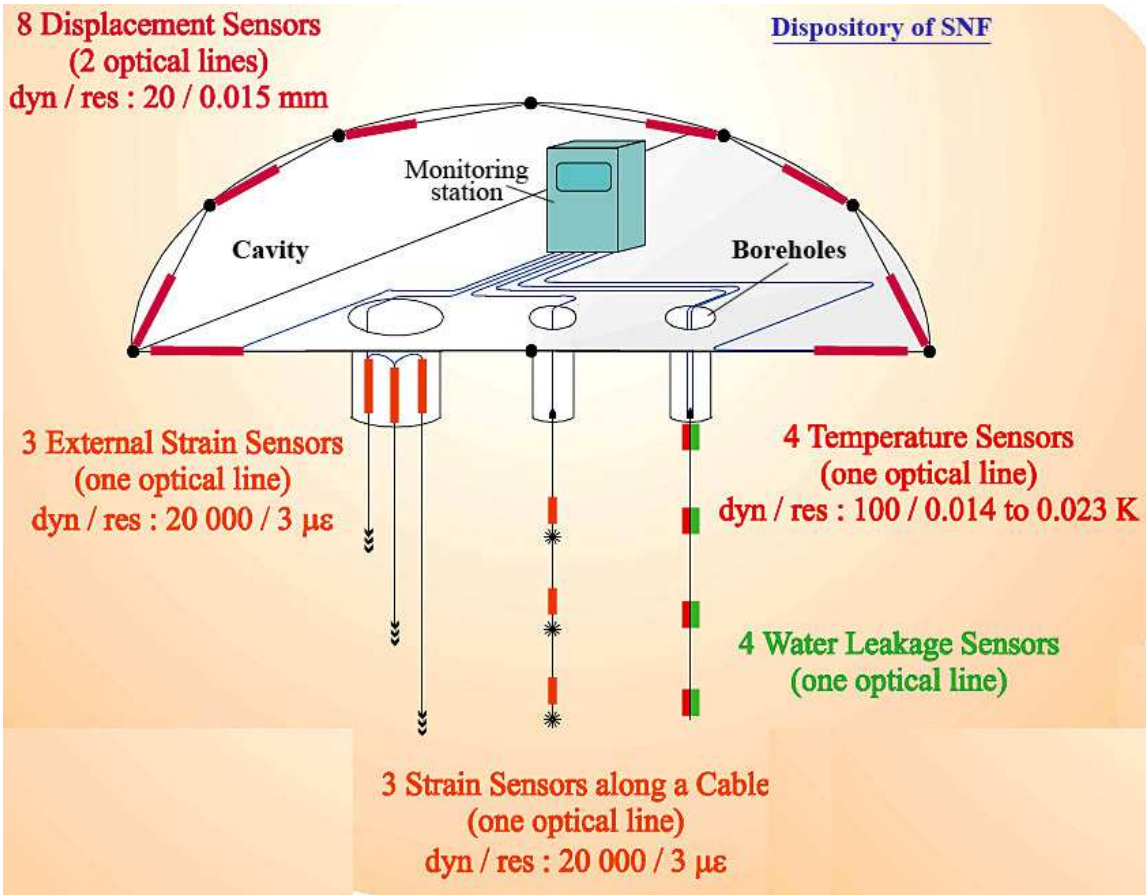 8 Displacement Sensors
(2 optical lines)
dyn / res : 20 / 0.015 mm
Dispository of SNF
Monitoring
station
Cavity
Boreholes
3 External Strain Sensors
(one optical line)
dyn / res : 20 000 / 3 με
4 Temperature Sensors
(one optical line)
dyn / res : 100 / 0.014 to 0.023 K
4 Water Leakage Sensors
(one optical line)
3 Strain Sensors along a Cable
(one optical line)
dyn / res : 20 000 / 3 με